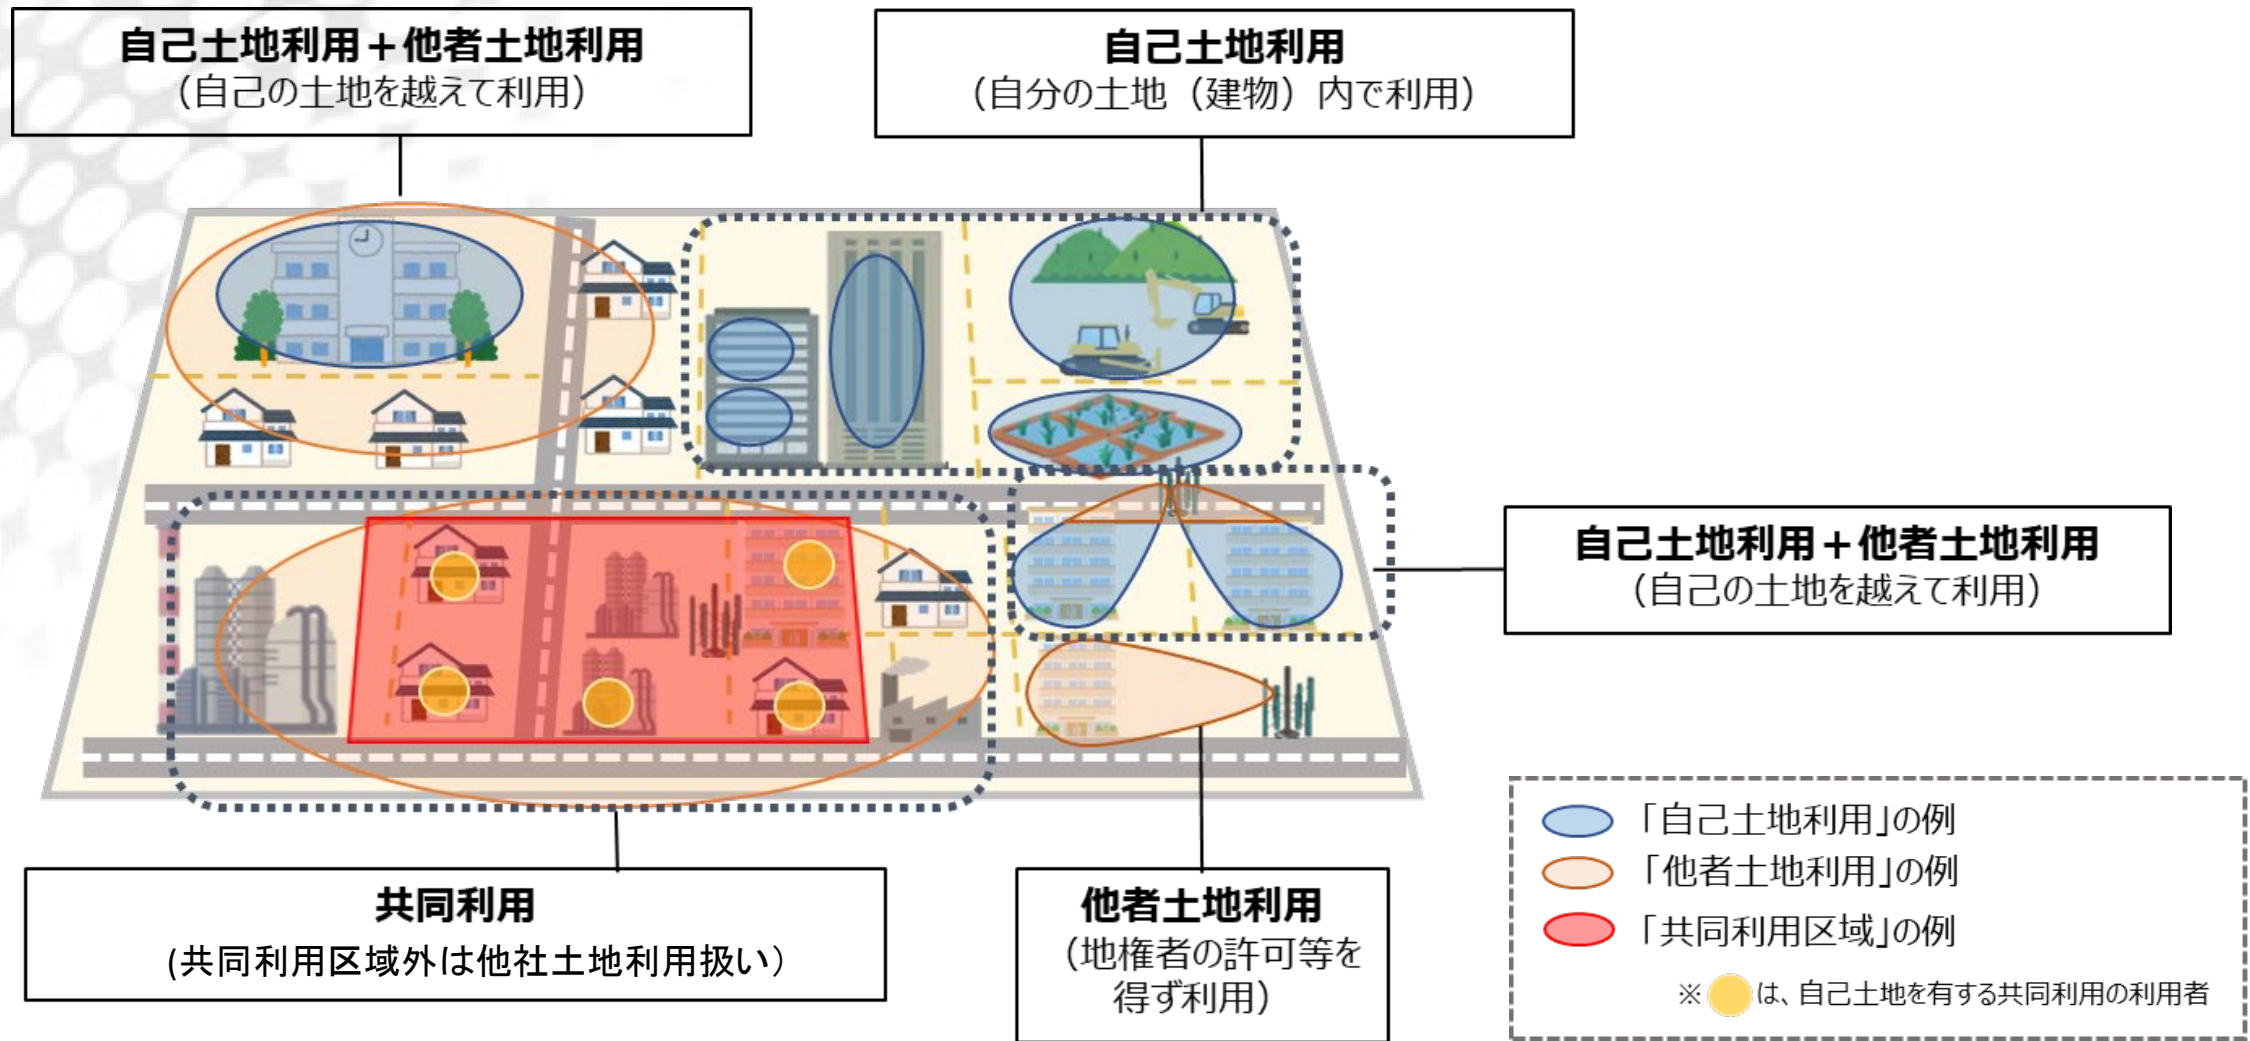 自己土地利用＋他者土地利用
（自己の土地を越えて利用）
自己土地利用
（自分の土地（建物）内で利用）
自己土地利用＋他者土地利用
（自己の土地を越えて利用）
共同利用
(共同利用区域外は他社土地利用扱い）
他者土地利用
（地権者の許可等を
得ず利用）
「自己土地利用」の例
「他者土地利用」の例
「共同利用区域」の例
※ は、自己土地を有する共同利用の利用者